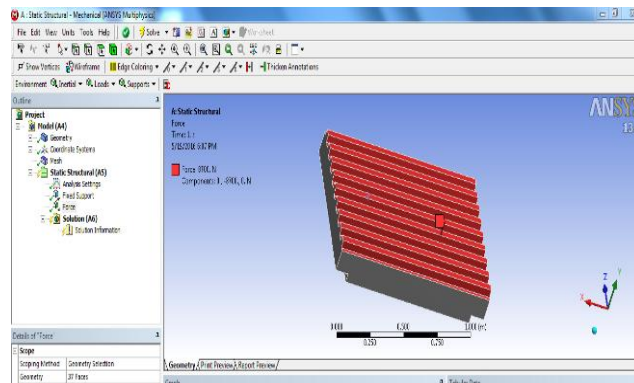 A : Static Structural - Mechanical [ANSYS Multiphysics]
File Edit View Units Tools Help Solve Worksheet
Show Vertices Wireframe Edge Coloring Thicken Annotations
Environment Inertial Loads Supports
Outline
Project
Model (A4)
Geometry
Coordinate Systems
Mesh
Static Structural (A5)
Analysis Settings
Fixed Support
Force
Solution (A6)
Solution Information
A: Static Structural
Force
Time: 1. s
Force:
Components:
ANSYS
X
Y
Z
0.000 0.500 1.000 (m)
0.250 0.750
Details of "Force"
Scope
Scoping Method Geometry Selection
Geometry 37 Faces
Geometry Print Preview Report Preview